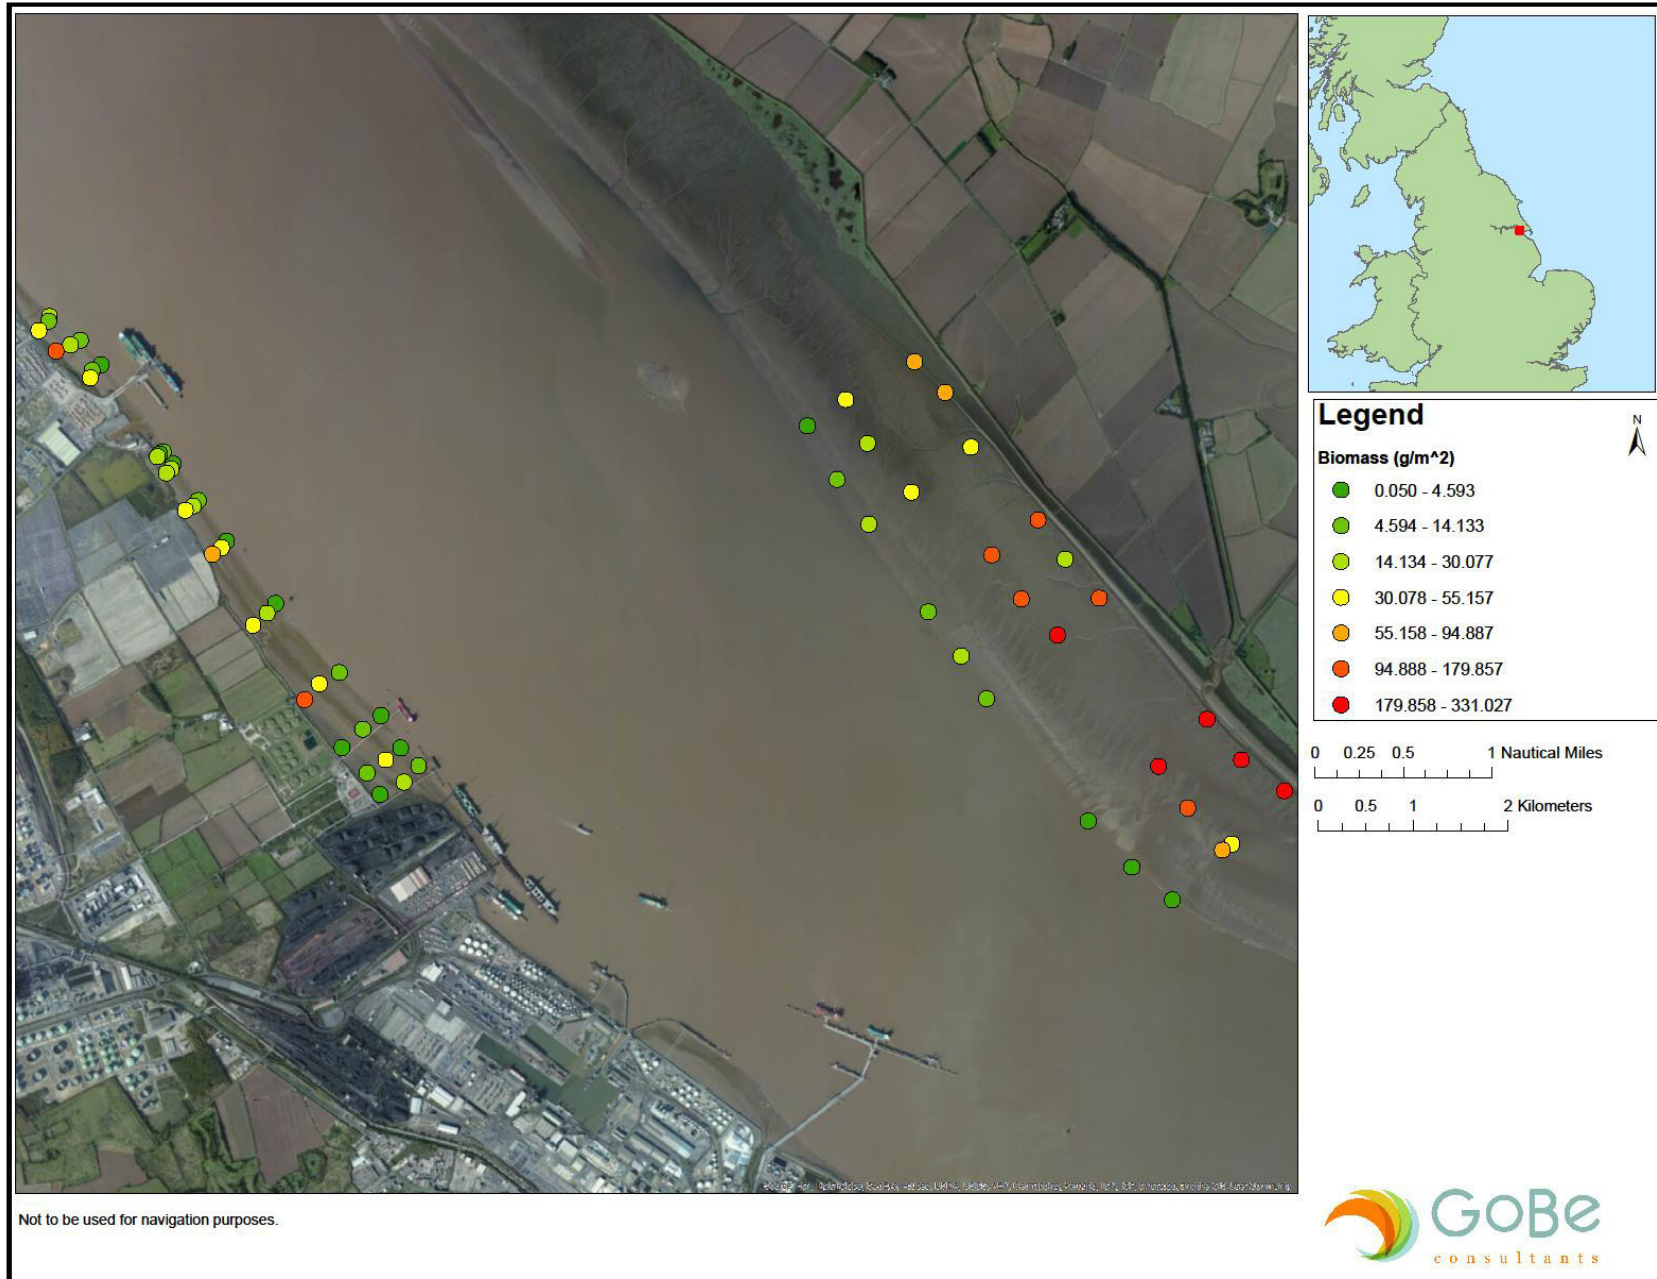 N
Legend
Biomass (g/m^2)
0.050 - 4.593
4.594 - 14.133
14.134 - 30.077
30.078 - 55.157
55.158 - 94.887
94.888 - 179.857
179.858 - 331.027
0 0.25 0.5 1 Nautical Miles
0 0.5 1 2 Kilometers
Not to be used for navigation purposes.
GoBe
consultants